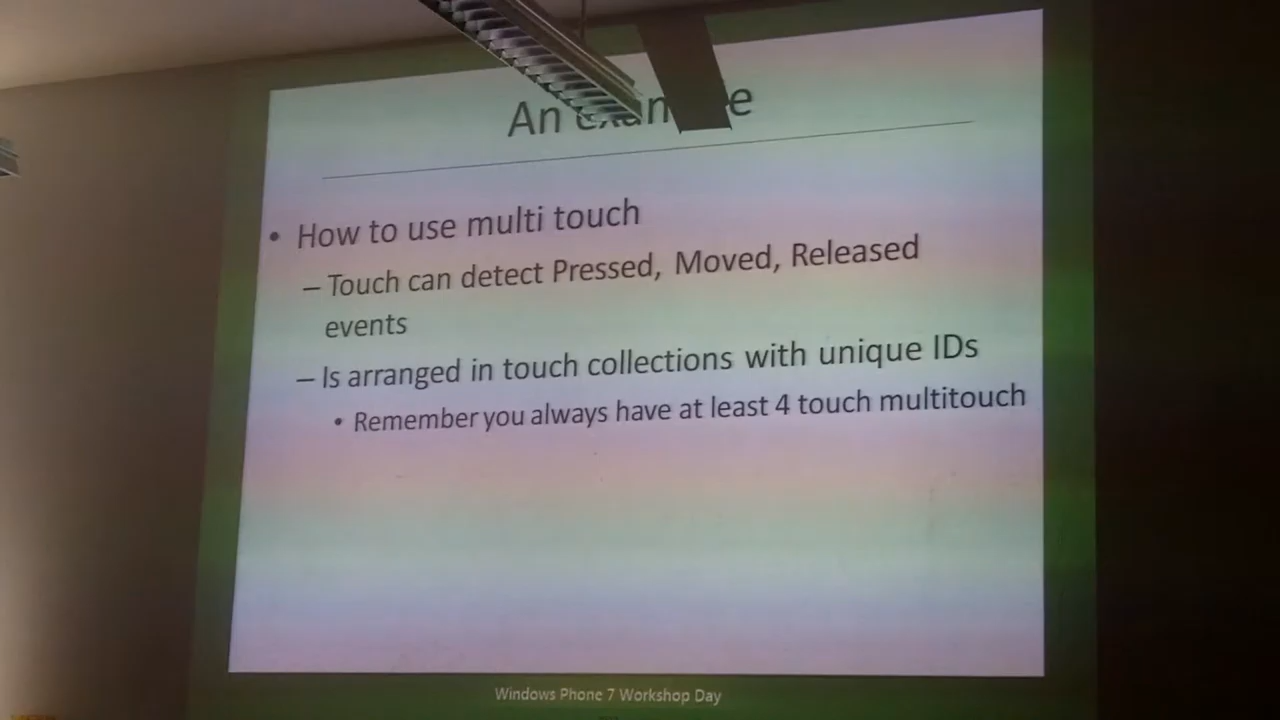 An example
• How to use multi touch
– Touch can detect Pressed, Moved, Released
events
– Is arranged in touch collections with unique IDs
• Remember you always have at least 4 touch multitouch
Windows Phone 7 Workshop Day